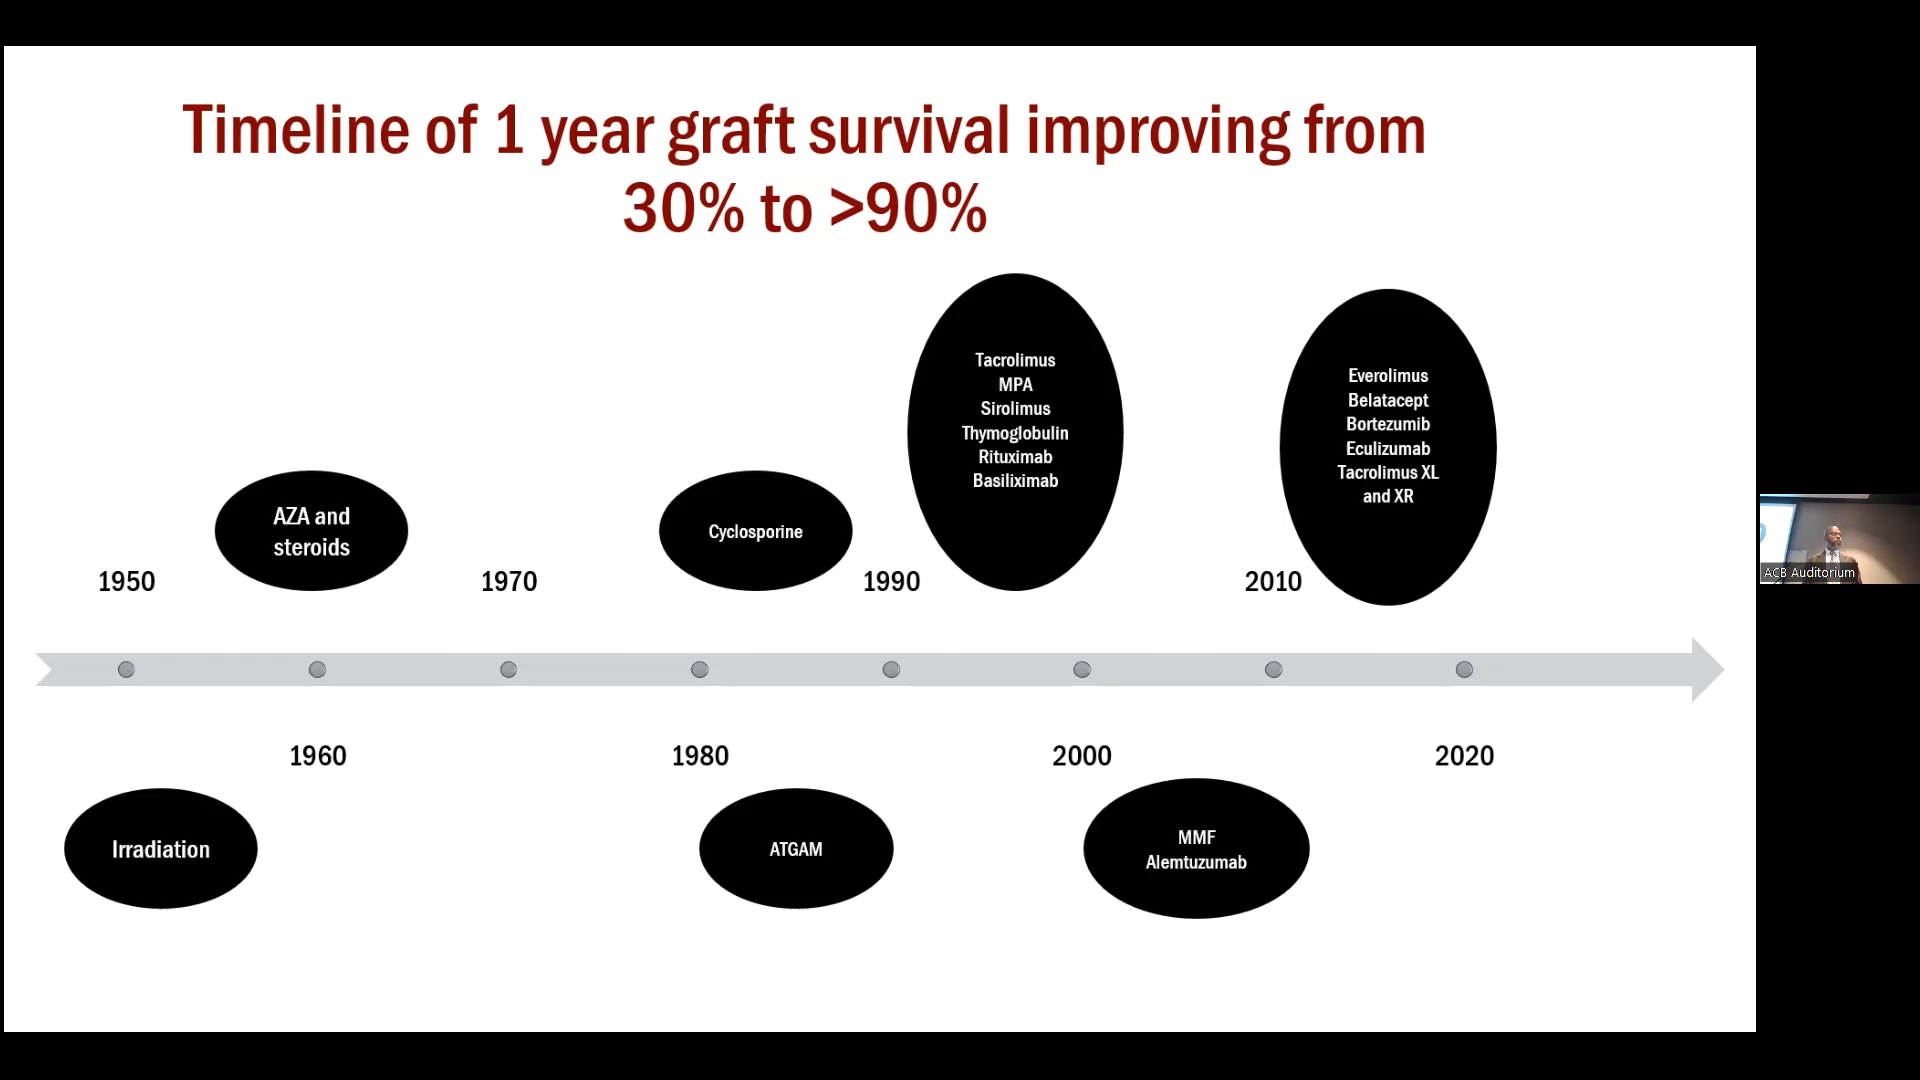 Timeline of 1 year graft survival improving from
30% to >90%
Tacrolimus
MPA
Sirolimus
Thymoglobulin
Rituximab
Basiliximab
Everolimus
Belatacept
Bortezumib
Eculizumab
Tacrolimus XL
and XR
AZA and
steroids
Cyclosporine
1950
1970
1990
2010
1960
1980
2000
2020
Irradiation
ATGAM
MMF
Alemtuzumab
ACB Auditorium